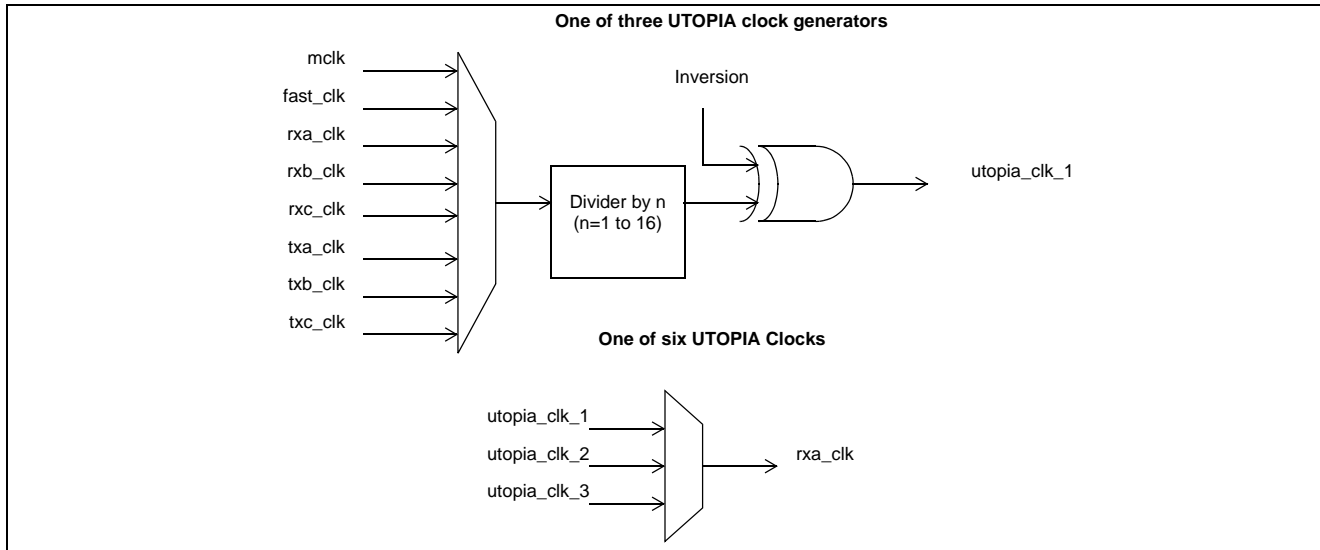 One of three UTOPIA clock generators
mclk
fast_clk
rxa_clk
rxb_clk
rxc_clk
txa_clk
txb_clk
txc_clk
Divider by n
(n=1 to 16)
Inversion
utopia_clk_1
One of six UTOPIA Clocks
utopia_clk_1
utopia_clk_2
utopia_clk_3
rxa_clk